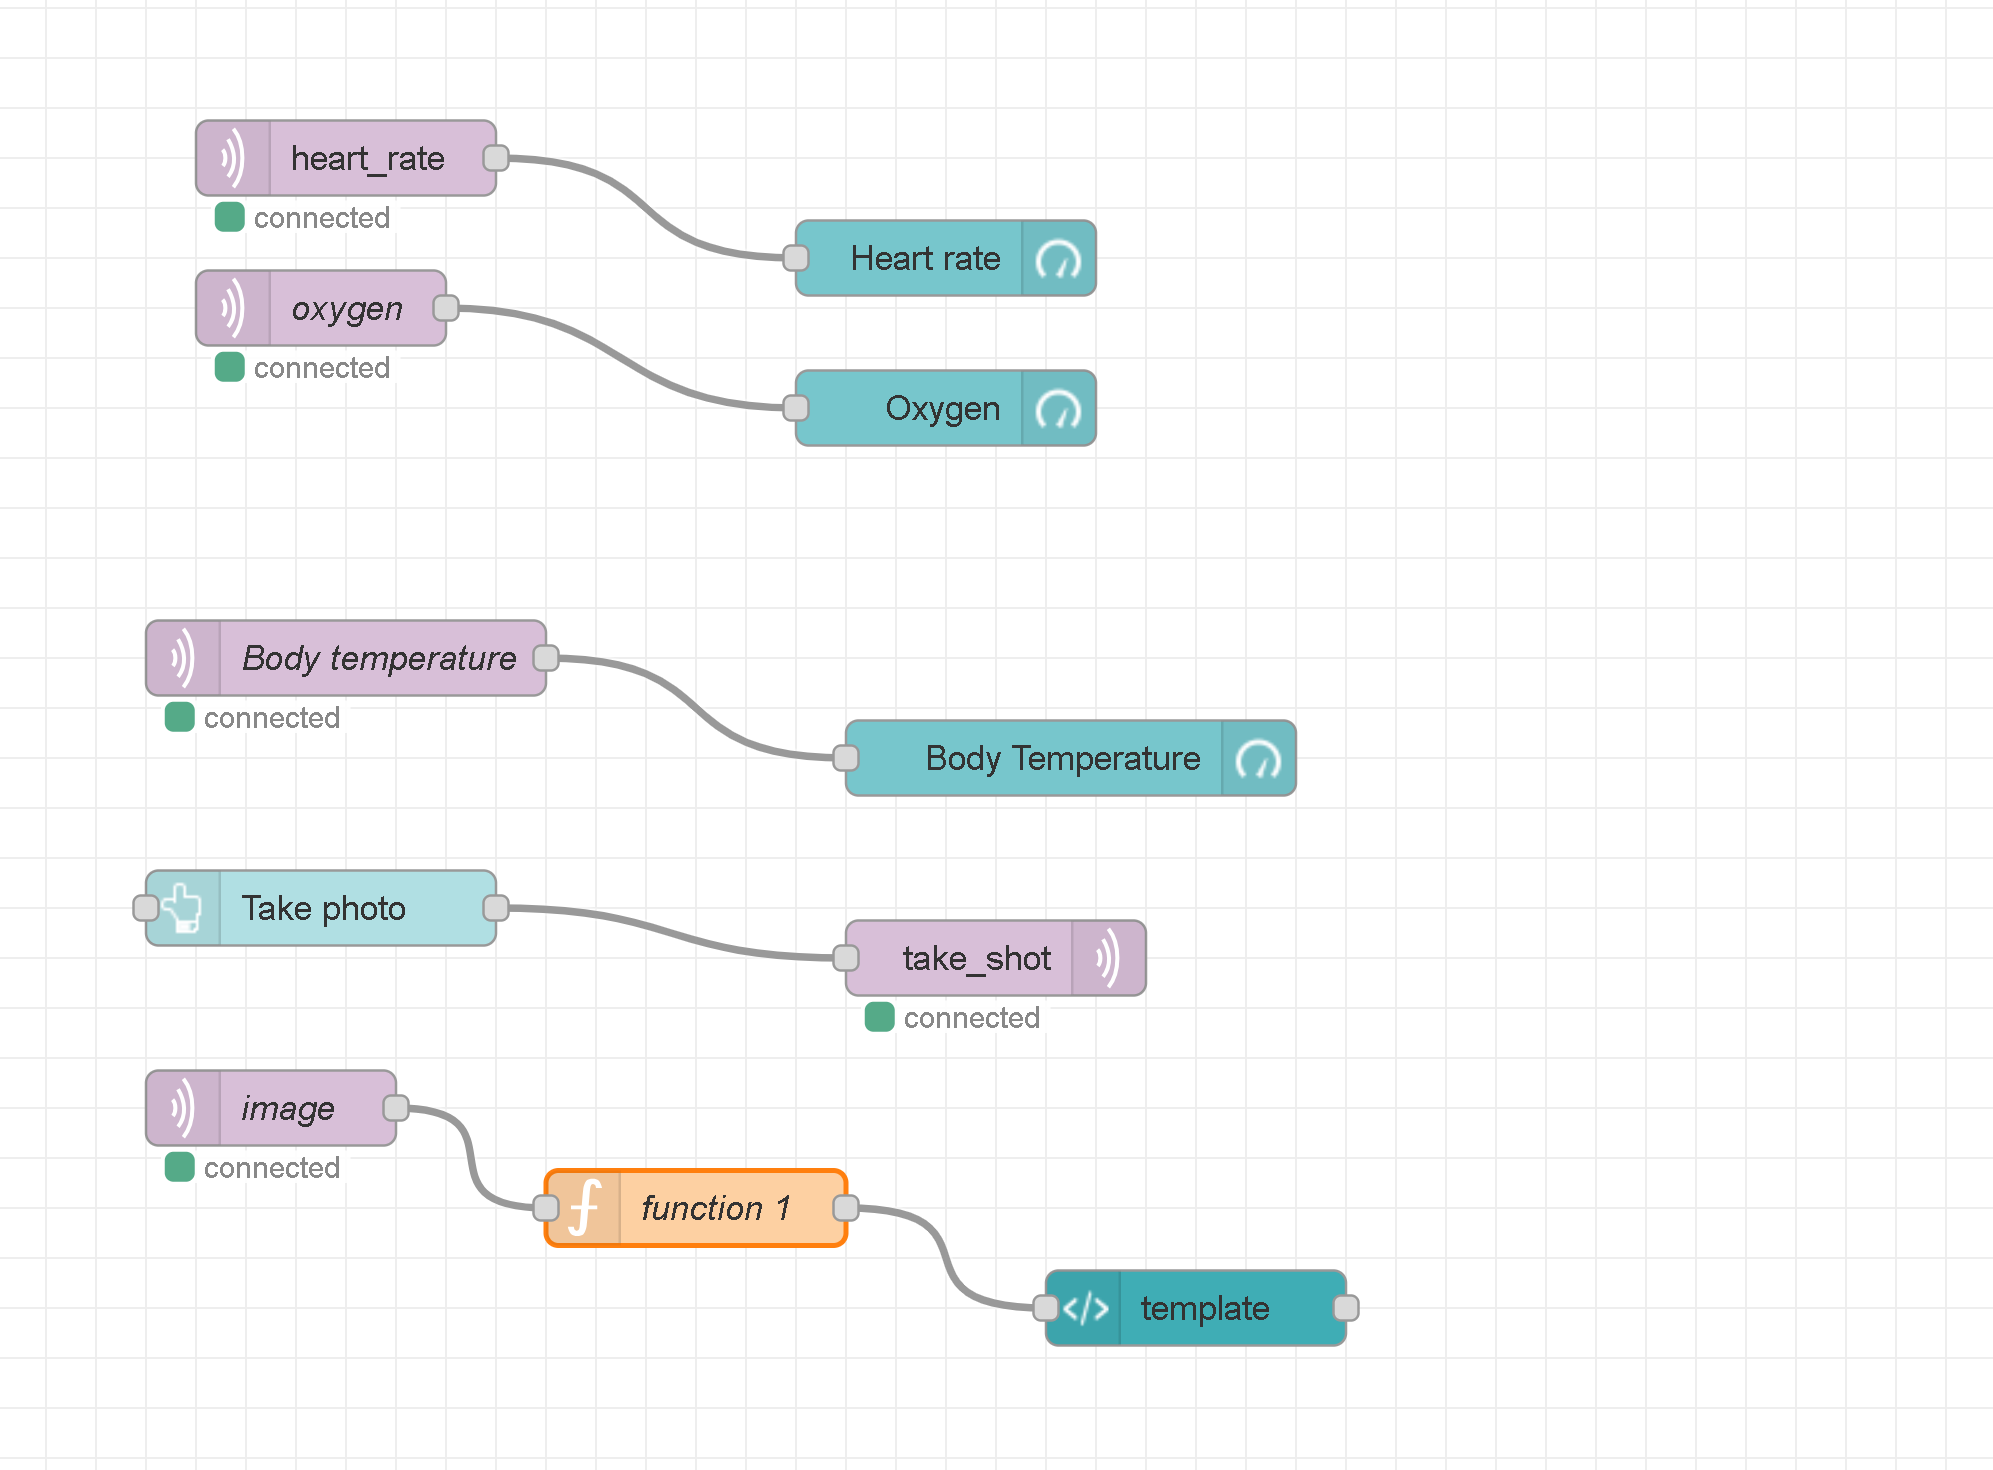 heart_rate
connected
Heart rate
oxygen
connected
Oxygen
Body temperature
connected
Body Temperature
Take photo
take_shot
connected
image
connected
function 1
</> template